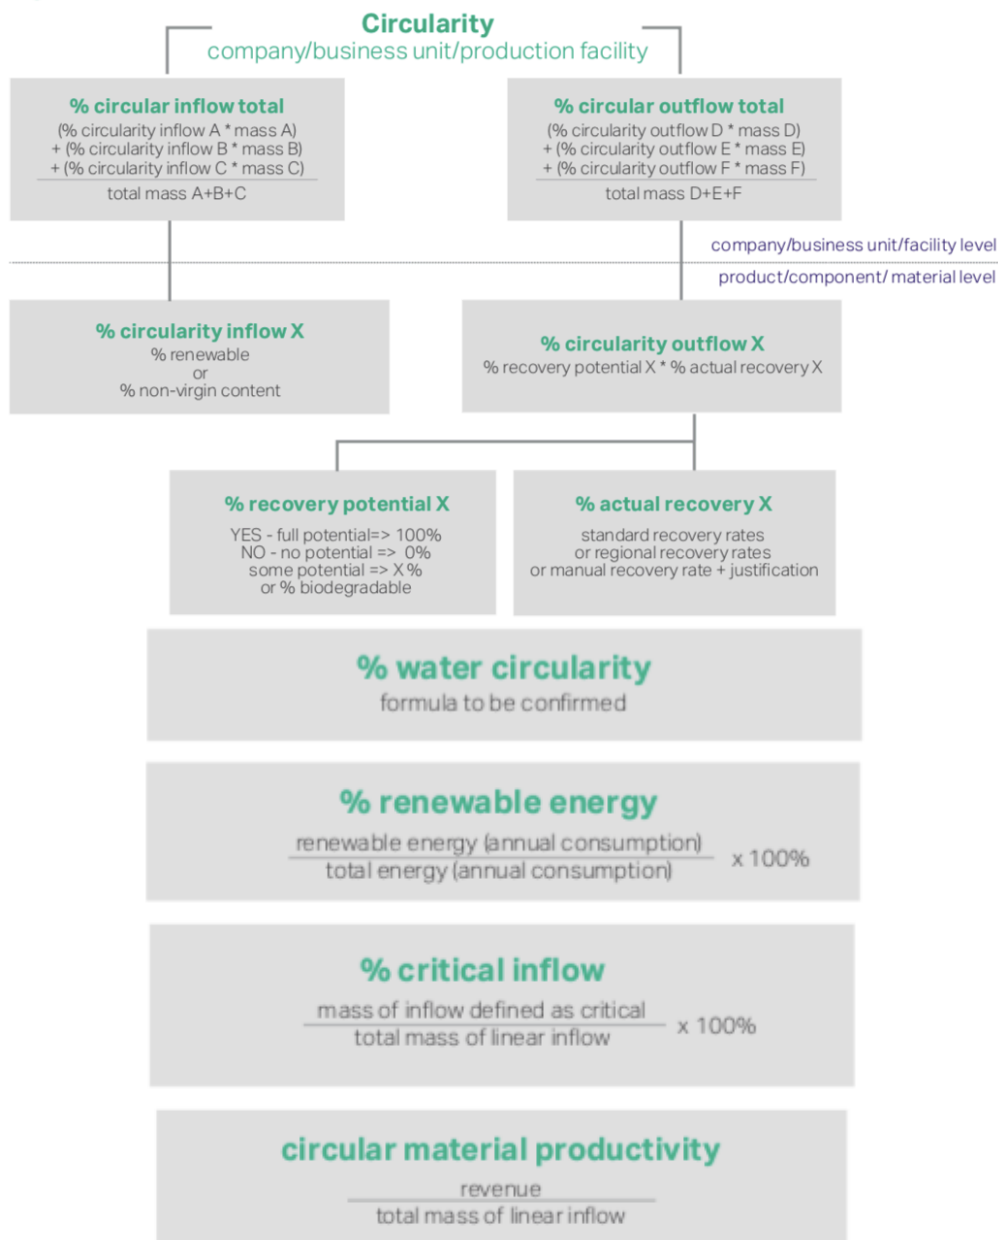 Circularity
company/business unit/production facility
% circular inflow total
(% circularity inflow A * mass A)
+ (% circularity inflow B * mass B)
+ (% circularity inflow C * mass C)
total mass A+B+C
% circular outflow total
(% circularity outflow D * mass D)
+ (% circularity outflow E * mass E)
+ (% circularity outflow F * mass F)
total mass D+E+F
company/business unit/facility level
product/component/ material level
% circularity inflow X
% renewable
or
% non-virgin content
% circularity outflow X
% recovery potential X * % actual recovery X
% recovery potential X
YES - full potential=> 100%
NO - no potential => 0%
some potential => X %
or % biodegradable
% actual recovery X
standard recovery rates
or regional recovery rates
or manual recovery rate + justification
% water circularity
formula to be confirmed
% renewable energy
renewable energy (annual consumption)
total energy (annual consumption)
x 100%
% critical inflow
mass of inflow defined as critical
total mass of linear inflow
x 100%
circular material productivity
revenue
total mass of linear inflow